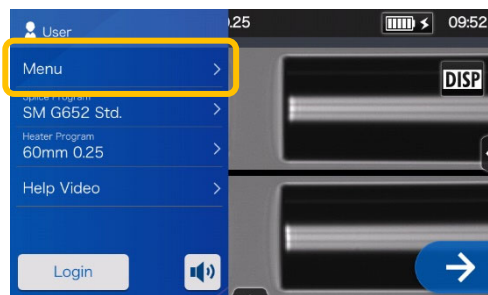 User
.25
09:52
Menu
DISP
Splice Program
SM G652 Std.
Heater Program
60mm 0.25
Help Video
Login